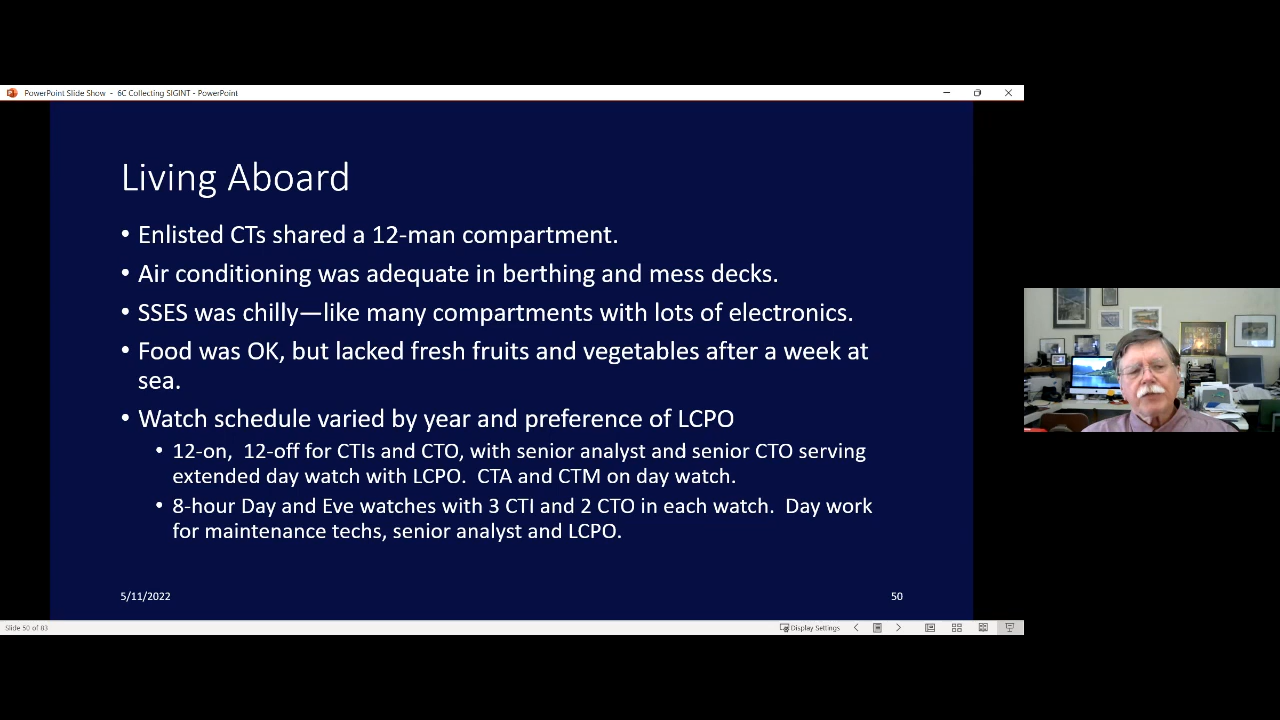 PowerPoint Slide Show - 6C Collecting SIGINT - PowerPoint
Living Aboard
• Enlisted CTs shared a 12-man compartment.
• Air conditioning was adequate in berthing and mess decks.
• SSES was chilly—like many compartments with lots of electronics.
• Food was OK, but lacked fresh fruits and vegetables after a week at
sea.
• Watch schedule varied by year and preference of LCPO
• 12-on, 12-off for CTIs and CTO, with senior analyst and senior CTO serving
extended day watch with LCPO. CTA and CTM on day watch.
• 8-hour Day and Eve watches with 3 CTI and 2 CTO in each watch. Day work
for maintenance techs, senior analyst and LCPO.
5/11/2022
50
Slide 50 of 83
Display Settings